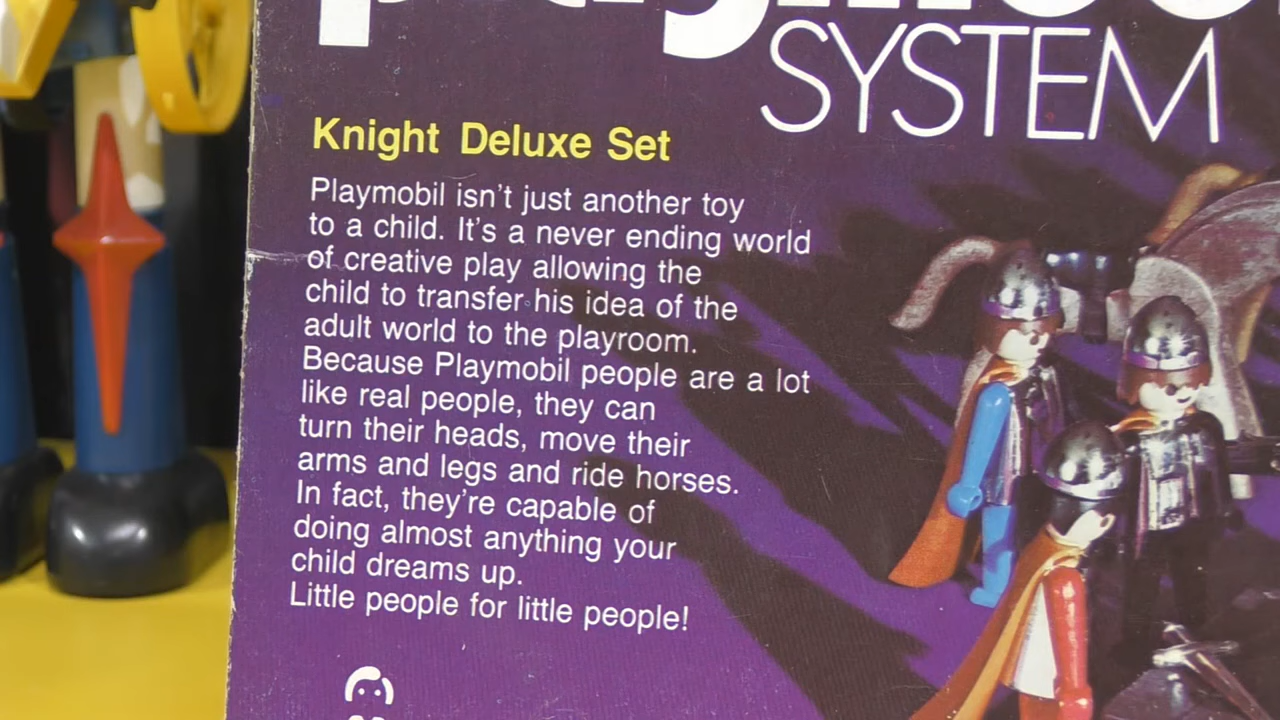 playmobil
SYSTEM
Knight Deluxe Set
Playmobil isn't just another toy
to a child. It's a never ending world
of creative play allowing the
child to transfer his idea of the
adult world to the playroom.
Because Playmobil people are a lot
like real people, they can
turn their heads, move their
arms and legs and ride horses.
In fact, they're capable of
doing almost anything your
child dreams up.
Little people for little people!